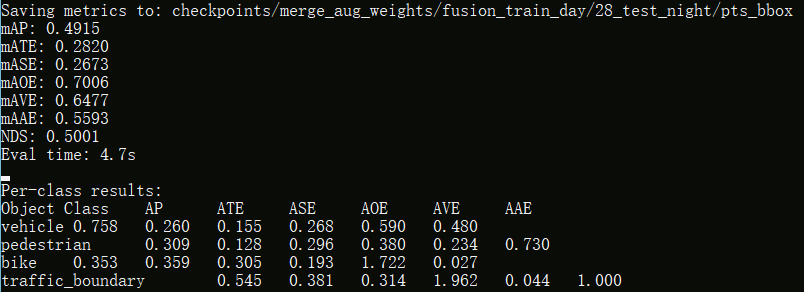 Saving metrics to: checkpoints/merge_aug_weights/fusion_train_day/28_test_night/pts_bbox
mAP: 0.4915
mATE: 0.2820
mASE: 0.2673
mAOE: 0.7006
mAVE: 0.6477
mAAE: 0.5593
NDS: 0.5001
Eval time: 4.7s
Per-class results:
Object Class AP ATE ASE AOE AVE AAE
vehicle 0.758 0.260 0.155 0.268 0.590 0.480
pedestrian 0.309 0.128 0.296 0.380 0.234 0.730
bike 0.353 0.359 0.305 0.193 1.722 0.027
traffic_boundary 0.545 0.381 0.314 1.962 0.044 1.000